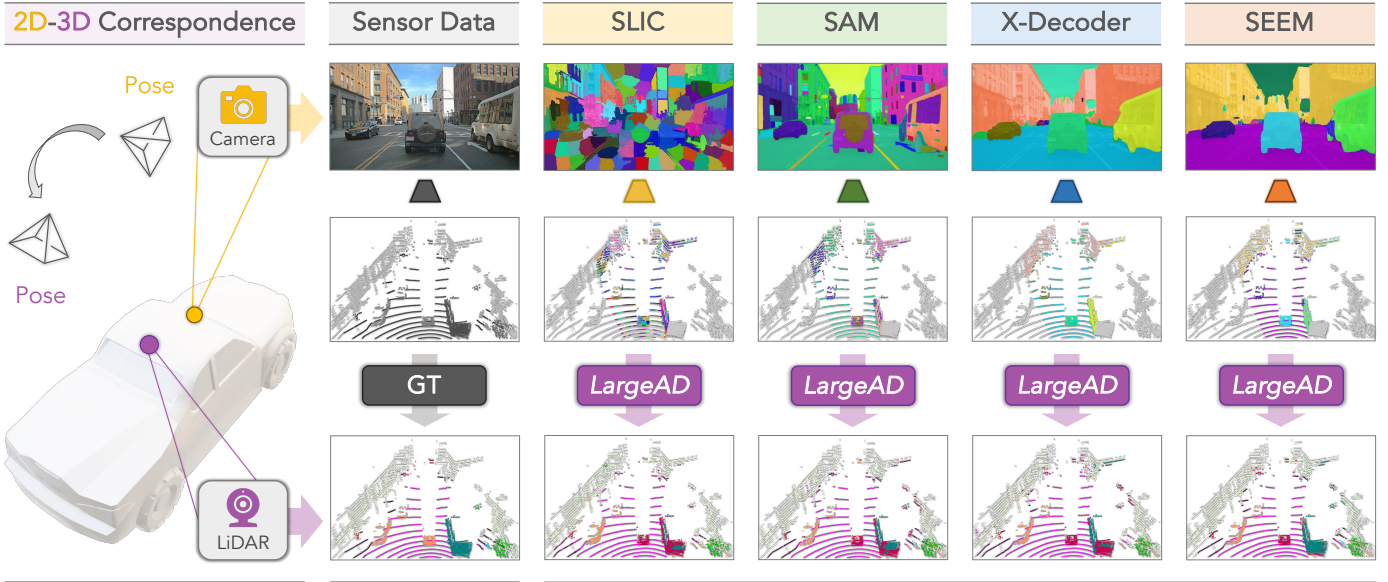 2D-3D Correspondence
Sensor Data
SLIC
SAM
X-Decoder
SEEM
Pose
Camera
Pose
GT
LargeAD
LargeAD
LargeAD
LargeAD
LiDAR